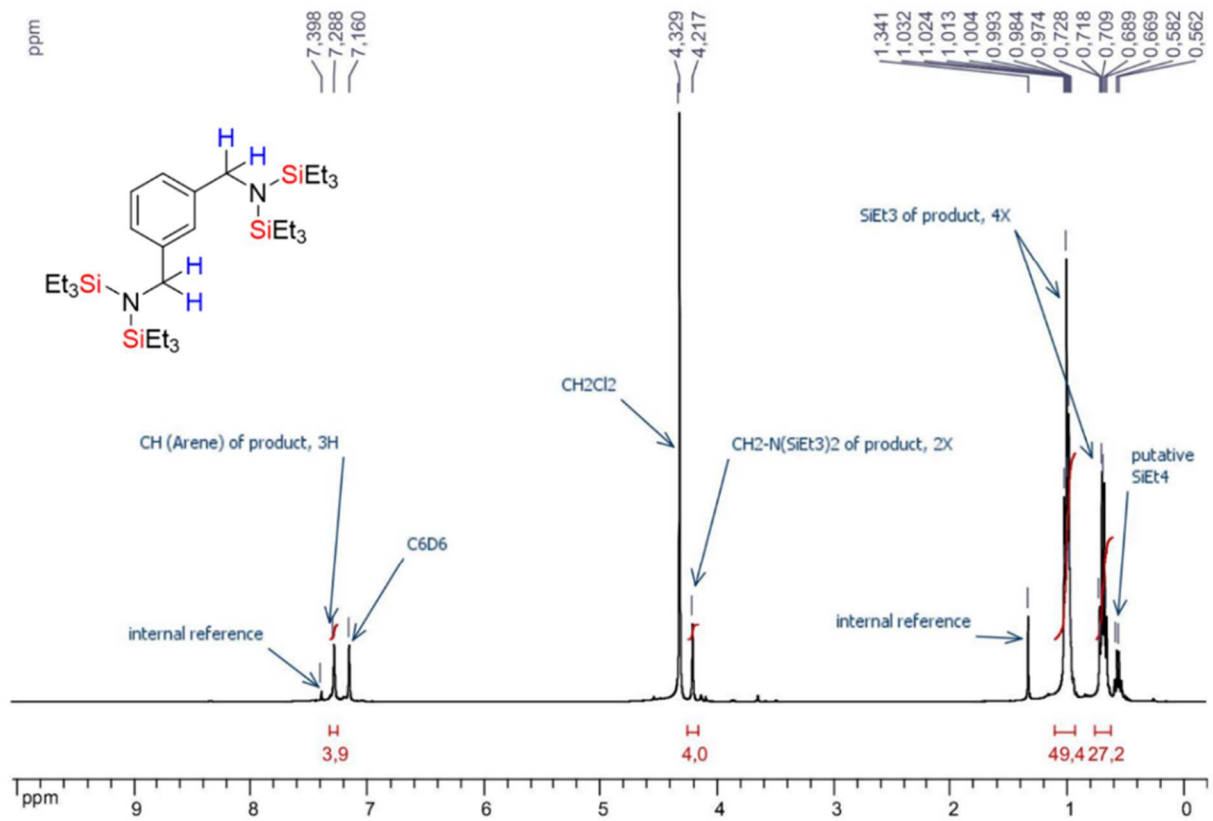 ppm
7,398
7,288
7,160
4,329
4,217
1,341
1,032
1,024
1,013
1,004
0,993
0,984
0,974
0,728
0,718
0,709
0,689
0,669
0,582
0,562
H
H
N
SiEt3
SiEt3
Et3Si
N
H
H
SiEt3
SiEt3 of product, 4X
CH2Cl2
CH (Arene) of product, 3H
CH2-N(SiEt3)2 of product, 2X
putative
SiEt4
C6D6
internal reference
internal reference
3,9
4,0
49,4
27,2
ppm
9
8
7
6
5
4
3
2
1
0